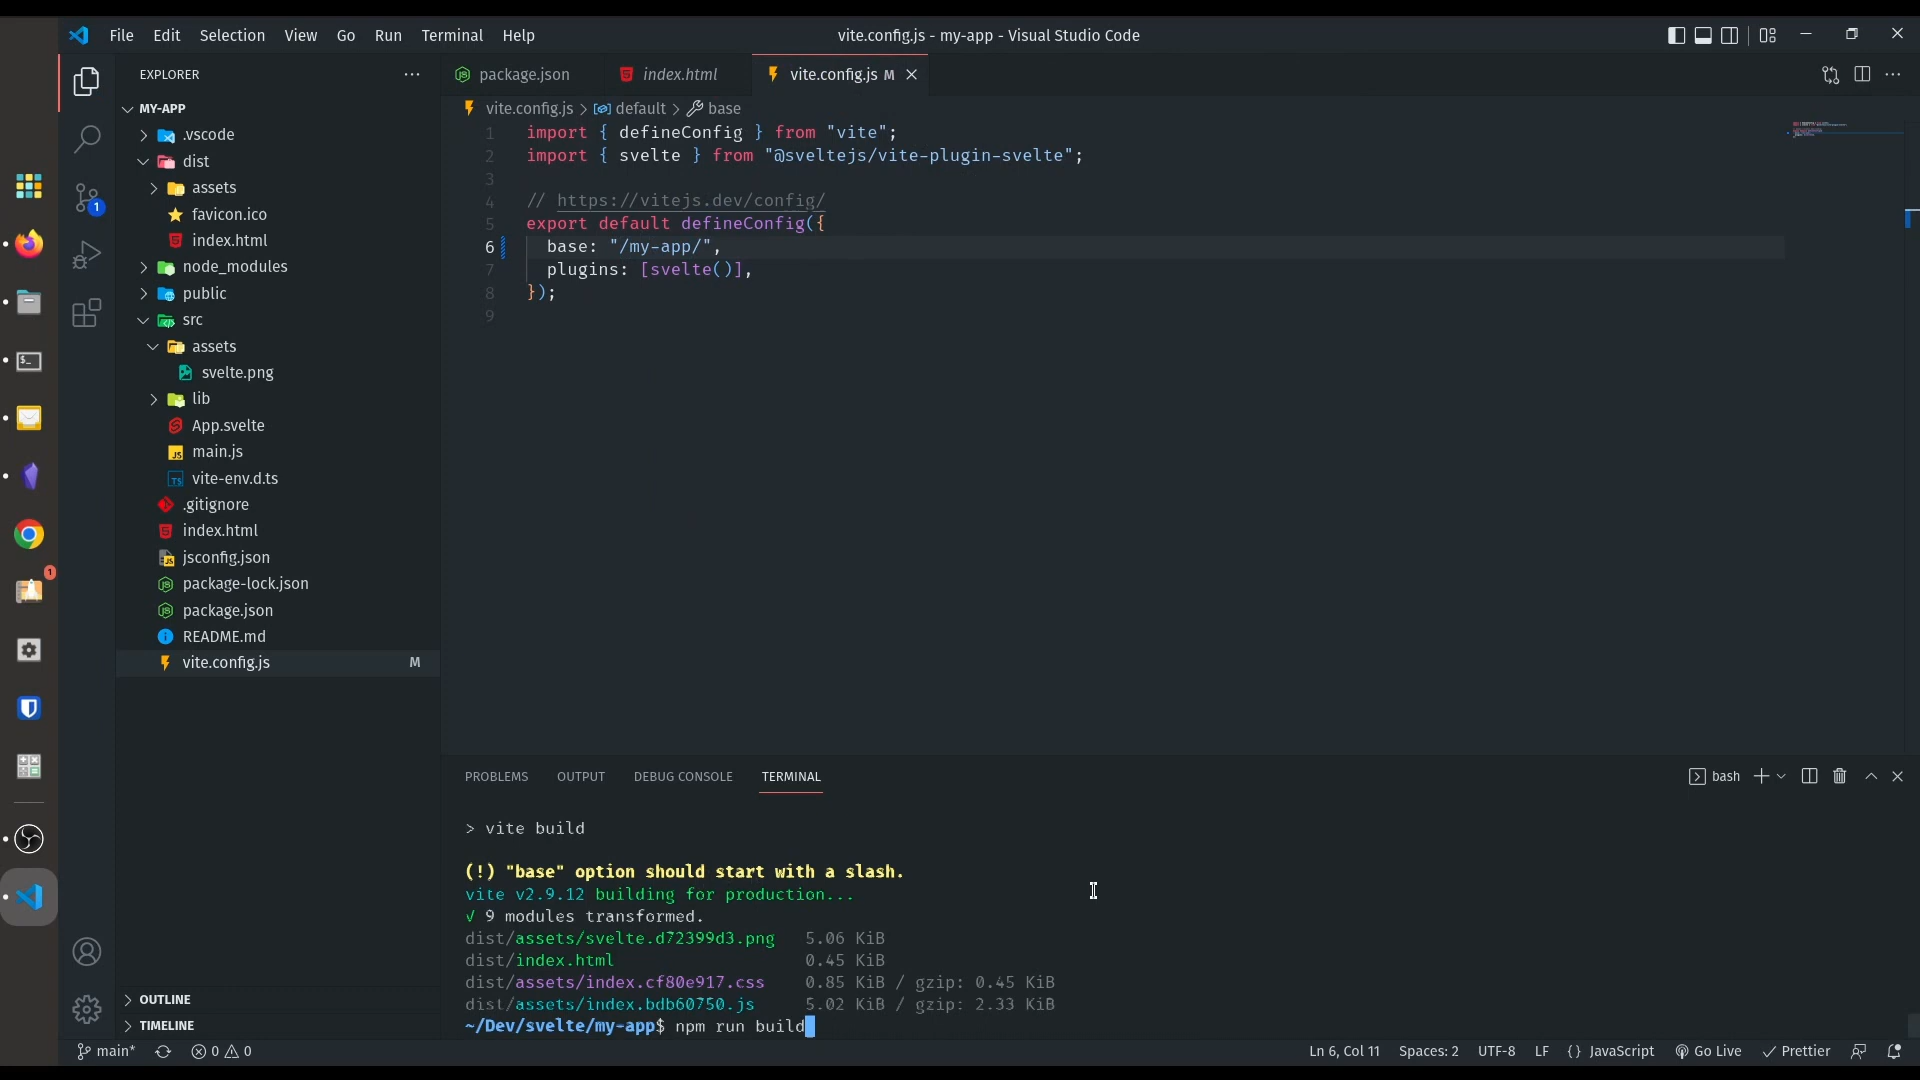 File Edit Selection View Go Run Terminal Help
vite.config.js - my-app - Visual Studio Code
EXPLORER
MY-APP
.vscode
dist
assets
favicon.ico
index.html
node_modules
public
src
assets
svelte.png
lib
App.svelte
JS main.js
TS vite-env.d.ts
.gitignore
index.html
jsconfig.json
package-lock.json
package.json
README.md
vite.config.js M
OUTLINE
TIMELINE
1
1
package.json index.html vite.config.js M
vite.config.js > default > base
1 import { defineConfig } from "vite";
2 import { svelte } from "@sveltejs/vite-plugin-svelte";
3
4 // https://vitejs.dev/config/
5 export default defineConfig({
6 base: "/my-app/",
7 plugins: [svelte()],
8 });
9
PROBLEMS OUTPUT DEBUG CONSOLE TERMINAL
bash
> vite build
(!) "base" option should start with a slash.
vite v2.9.12 building for production...
√ 9 modules transformed.
dist/assets/svelte.d72399d3.png 5.06 KiB
dist/index.html 0.45 KiB
dist/assets/index.cf80e917.css 0.85 KiB / gzip: 0.45 KiB
dist/assets/index.bdb60750.js 5.02 KiB / gzip: 2.33 KiB
~/Dev/svelte/my-app$ npm run build
main* 0 0 Ln 6, Col 11 Spaces: 2 UTF-8 LF {} JavaScript Go Live Prettier